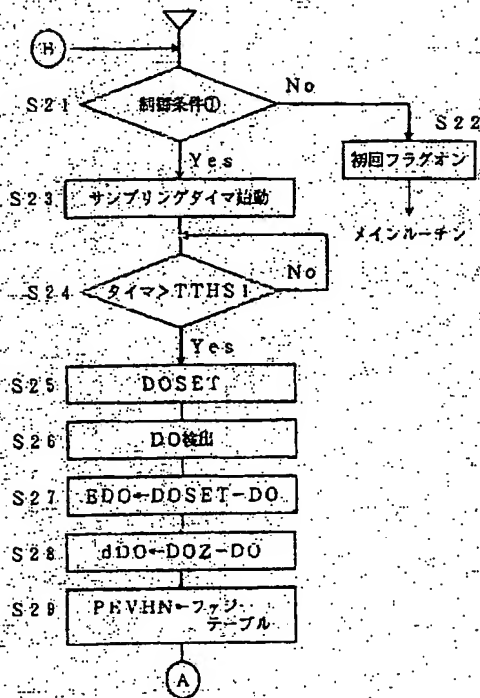 H
S21 制御条件① No
S22
初回フラグオン
メインルーチン
Yes
S23 サンプリングタイマ始動
S24 タイマ>TTHS1 No
Yes
S25 DOSET
S26 DO検出
S27 EDO←DOSET-DO
S28 dDO←DOZ-DO
S29 PEVHN←ファジー
テーブル
A